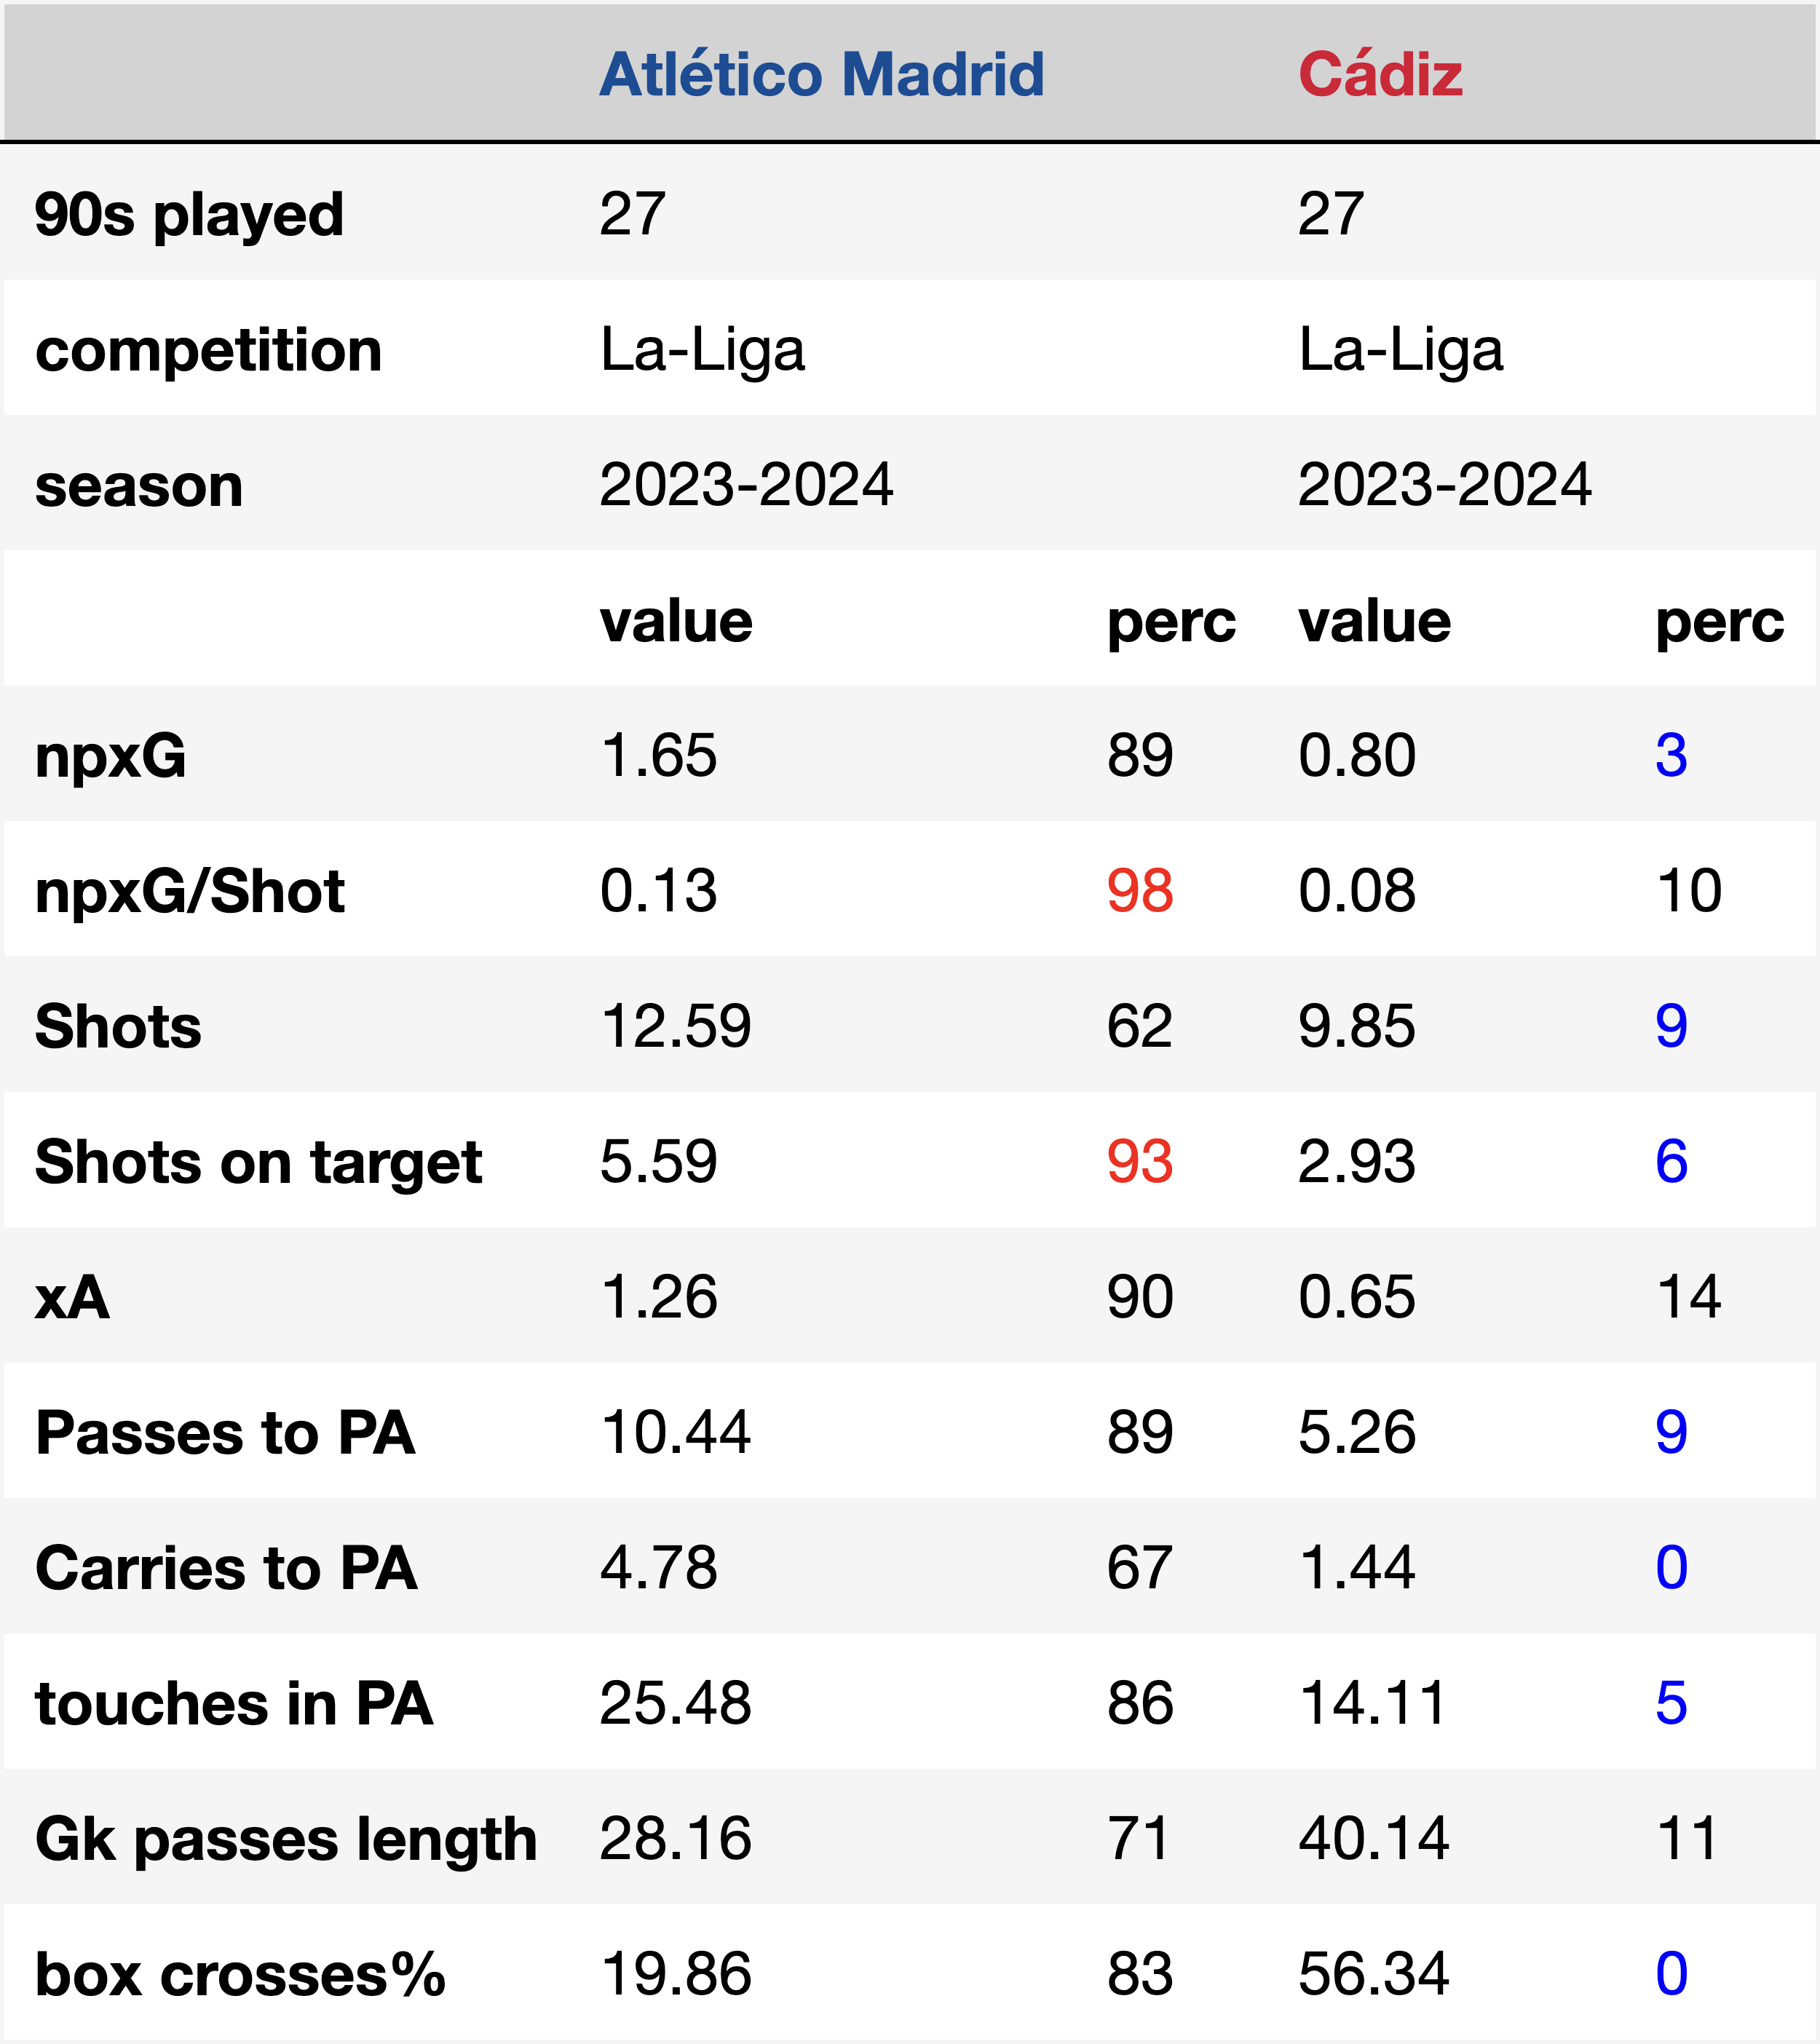 Atlético Madrid Cádiz
90s played 27 27
competition La-Liga La-Liga
season 2023-2024 2023-2024
value perc value perc
npxG 1.65 89 0.80 3
npxG/Shot 0.13 98 0.08 10
Shots 12.59 62 9.85 9
Shots on target 5.59 93 2.93 6
xA 1.26 90 0.65 14
Passes to PA 10.44 89 5.26 9
Carries to PA 4.78 67 1.44 0
touches in PA 25.48 86 14.11 5
Gk passes length 28.16 71 40.14 11
box crosses% 19.86 83 56.34 0